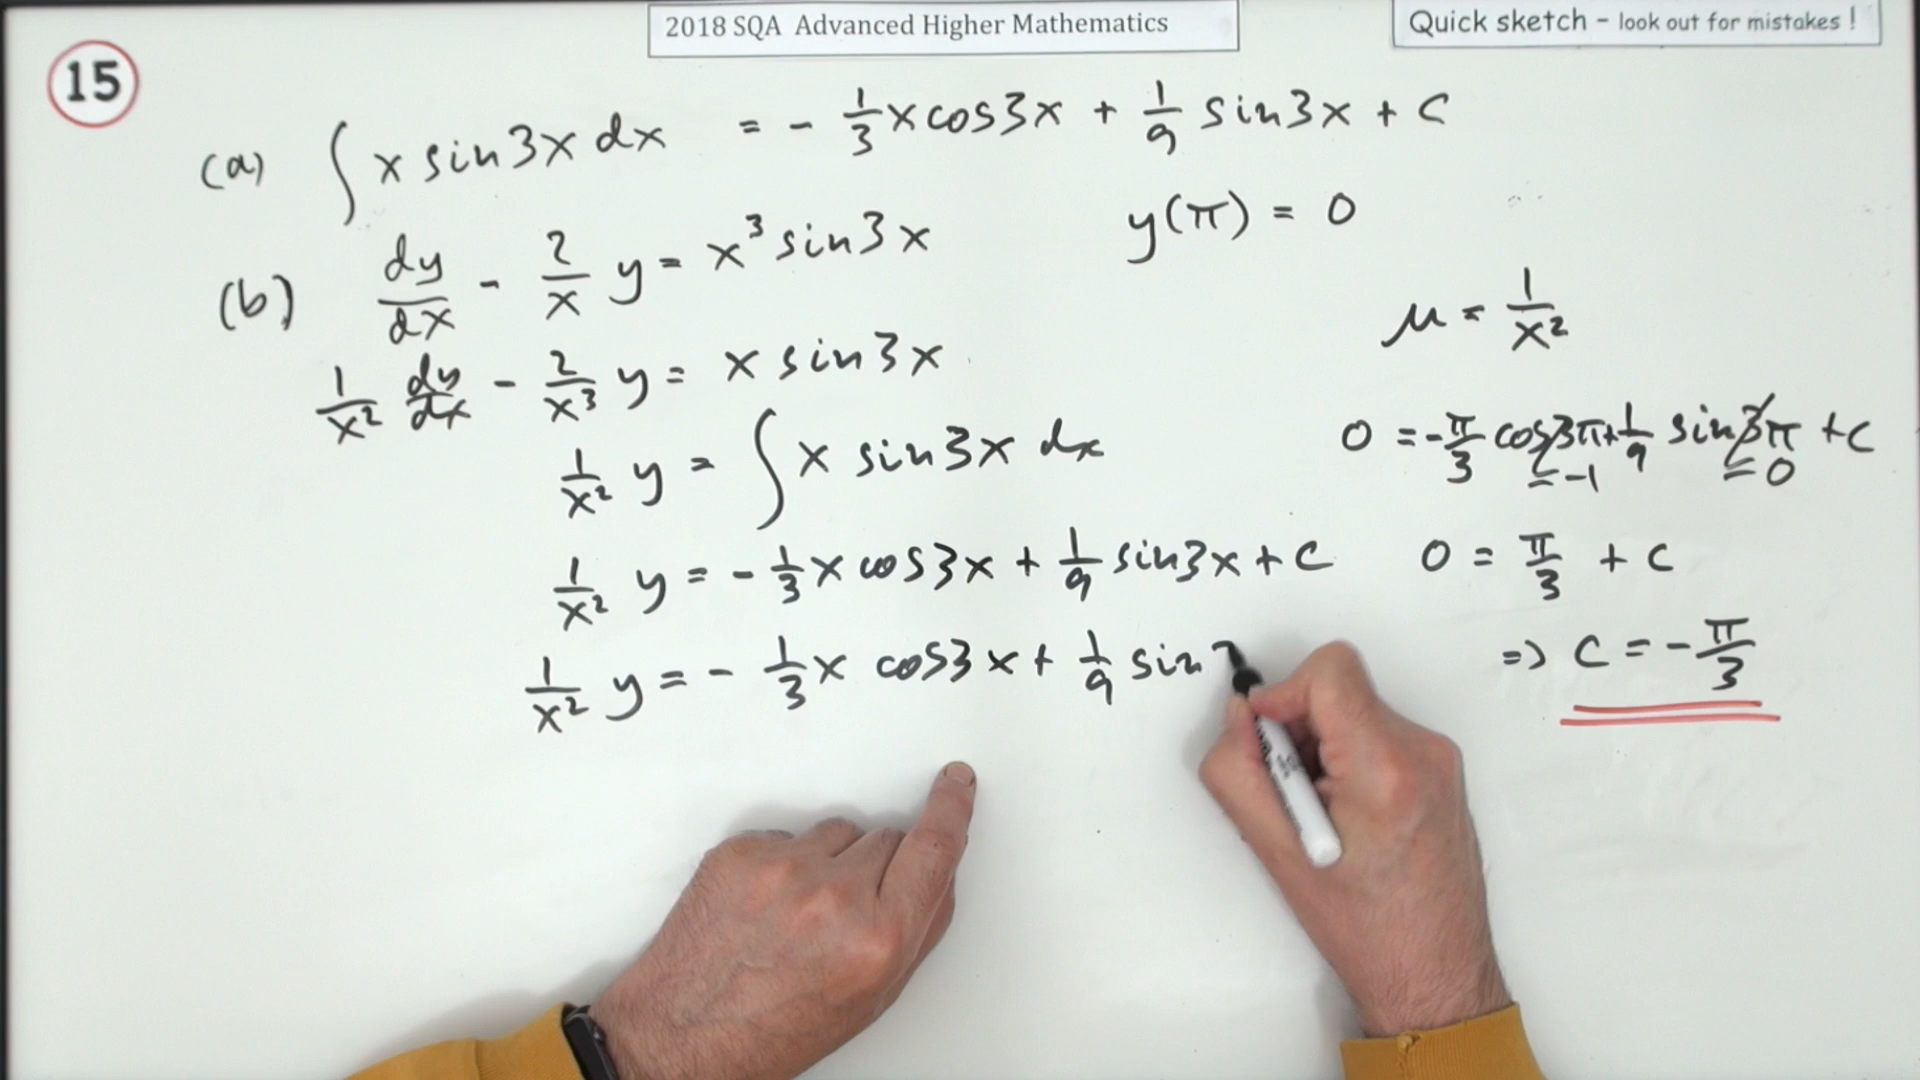 2018 SQA Advanced Higher Mathematics
Quick sketch - look out for mistakes !
15
(a) ∫ x sin3x dx = - 1/3 x cos3x + 1/9 sin3x + C
(b) dy/dx - 2/x y = x³ sin3x
y(π) = 0
μ = 1/x²
1/x² dy/dx - 2/x³ y = x sin3x
1/x² y = ∫ x sin3x dx
0 = -π/3 cos3π + 1/9 sin3π + C
= -1
= 0
1/x² y = - 1/3 x cos3x + 1/9 sin3x + C
0 = π/3 + C
1/x² y = - 1/3 x cos3x + 1/9 sin
=> C = - π/3